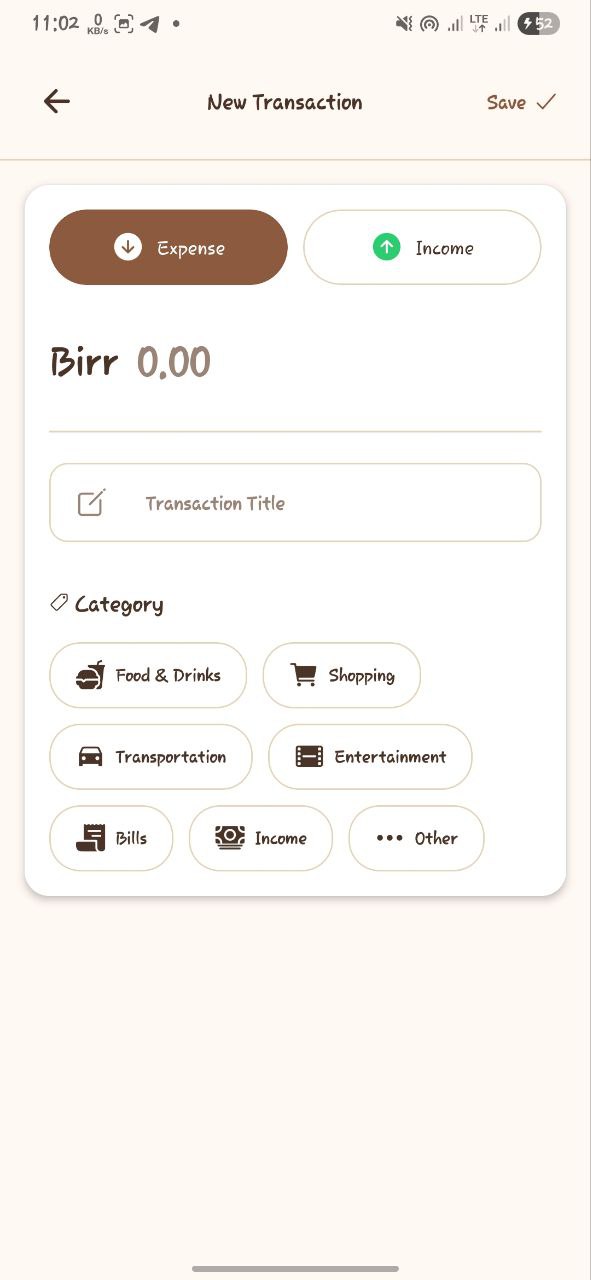 11:02 0 KB/s LTE 52
New Transaction Save
Expense Income
Birr 0.00
Transaction Title
Category
Food & Drinks Shopping
Transportation Entertainment
Bills Income Other